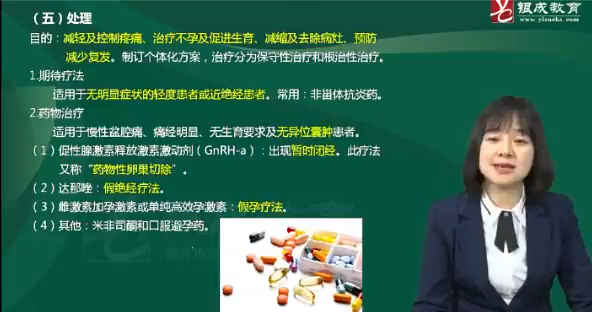 银成教育
www.yixueks.com
（五）处理
目的：减轻及控制疼痛、治疗不孕及促进生育、减缩及去除病灶、预防
减少复发。制订个体化方案，治疗分为保守性治疗和根治性治疗。
1.期待疗法
适用于无明显症状的轻度患者或近绝经患者。常用：非甾体抗炎药。
2.药物治疗
适用于慢性盆腔痛、痛经明显、无生育要求及无异位囊肿患者。
（1）促性腺激素释放激素激动剂（GnRH-a）：出现暂时闭经。此疗法
又称“药物性卵巢切除”。
（2）达那唑：假绝经疗法。
（3）雌激素加孕激素或单纯高效孕激素：假孕疗法。
（4）其他：米非司酮和口服避孕药。